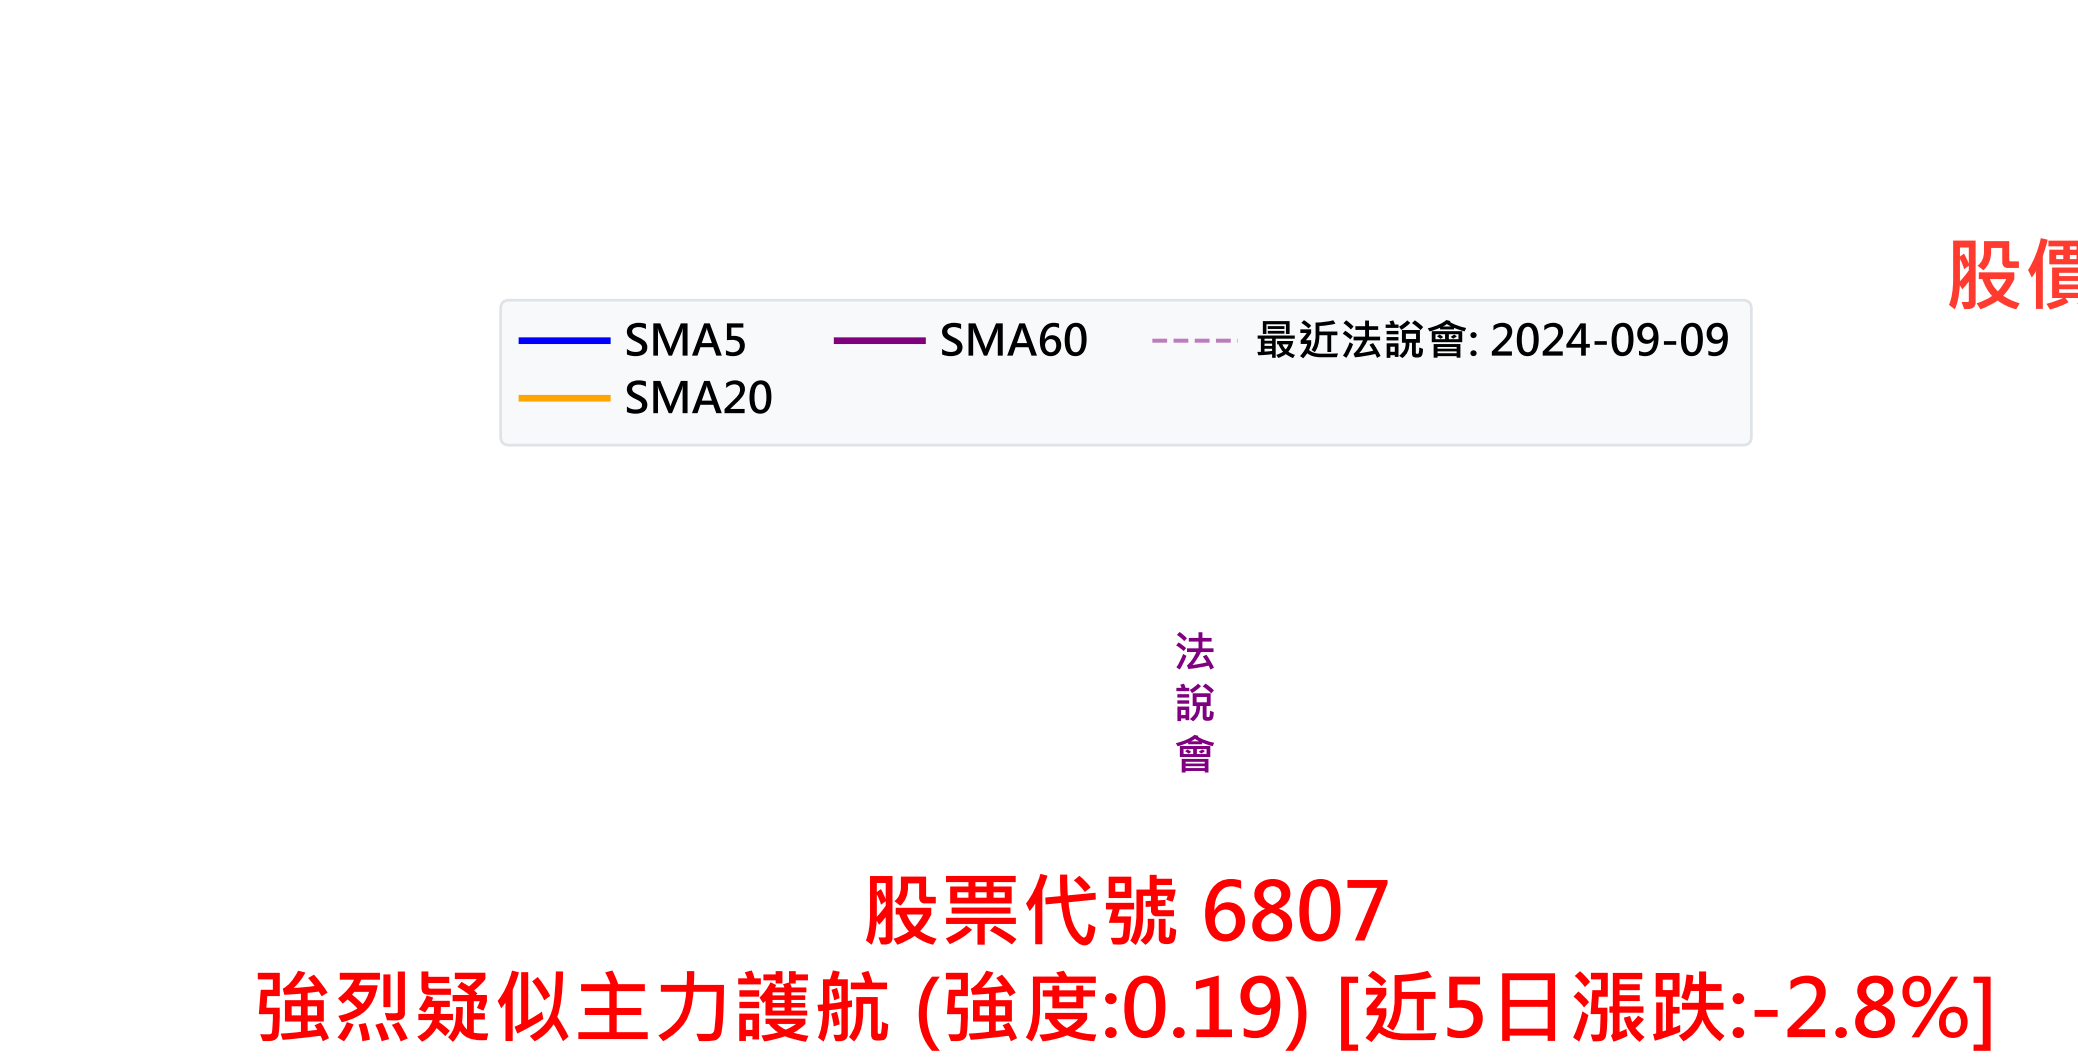 股價
SMA5 SMA60 最近法說會: 2024-09-09
SMA20
法說會
股票代號 6807
強烈疑似主力護航 (強度:0.19) [近5日漲跌:-2.8%]